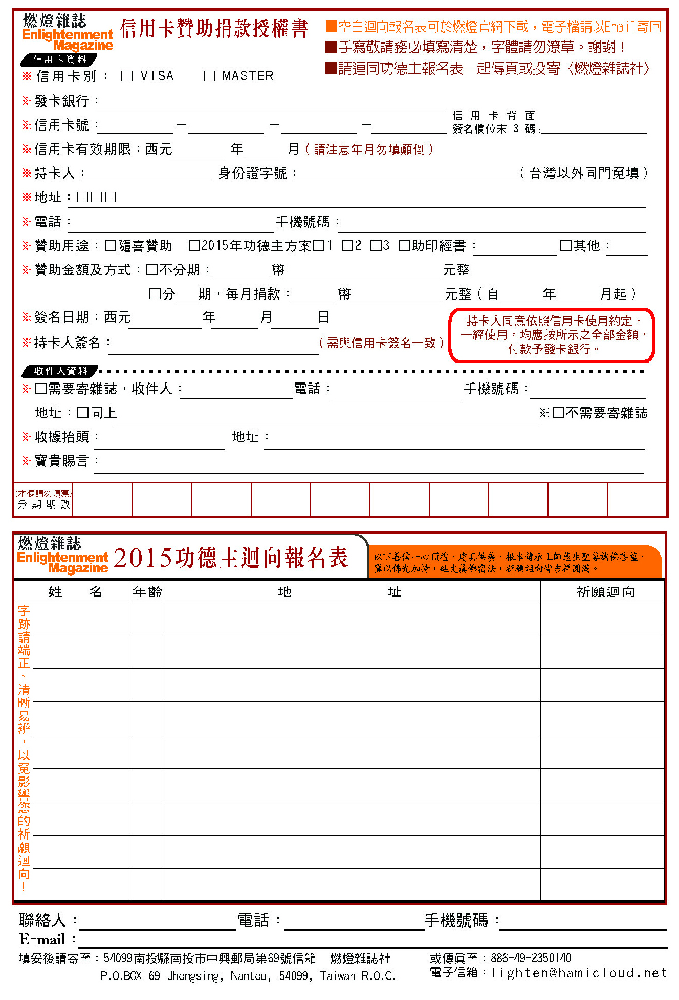 燃燈雜誌
Enlightenment
Magazine
信用卡贊助捐款授權書
■空白迴向報名表可於燃燈官網下載，電子檔請以Email寄回
■手寫敬請務必填寫清楚，字體請勿潦草。謝謝！
■請連同功德主報名表一起傳真或投寄〈燃燈雜誌社〉
信用卡資料
※信用卡別：□ VISA □ MASTER
※發卡銀行：
※信用卡號： － － － 信用卡背面
簽名欄位末 3 碼：
※信用卡有效期限：西元 年 月（請注意年月勿填顛倒）
※持卡人： 身份證字號： （台灣以外同門免填）
※地址：□□□
※電話： 手機號碼：
※贊助用途：□隨喜贊助 □2015年功德主方案□1 □2 □3 □助印經書： □其他：
※贊助金額及方式：□不分期： 幣 元整
□分 期，每月捐款： 幣 元整（自 年 月起）
※簽名日期：西元 年 月 日
※持卡人簽名： （需與信用卡簽名一致）
持卡人同意依照信用卡使用約定，
一經使用，均應按所示之全部金額，
付款予發卡銀行。
收件人資料
※□需要寄雜誌，收件人： 電話： 手機號碼：
地址：□同上 ※□不需要寄雜誌
※收據抬頭： 地址：
※寶貴賜言：
(本欄請勿填寫)
分期期數
燃燈雜誌
Enlightenment
Magazine
2015功德主迴向報名表
以下善信一心頂禮，虔具供養，根本傳承上師蓮生聖尊諸佛菩薩，
冀以佛光加持，延丈真佛密法，祈願迴向皆吉祥圓滿。
姓名 年齡 地址 祈願迴向
字跡請端正、清晰易辨，以免影響您的祈願迴向！
聯絡人： 電話： 手機號碼：
E-mail：
填妥後請寄至：54099南投縣南投市中興郵局第69號信箱 燃燈雜誌社 或傳真至：886-49-2350140
P.O.BOX 69 Jhongsing, Nantou, 54099, Taiwan R.O.C. 電子信箱：lighten@hamicloud.net